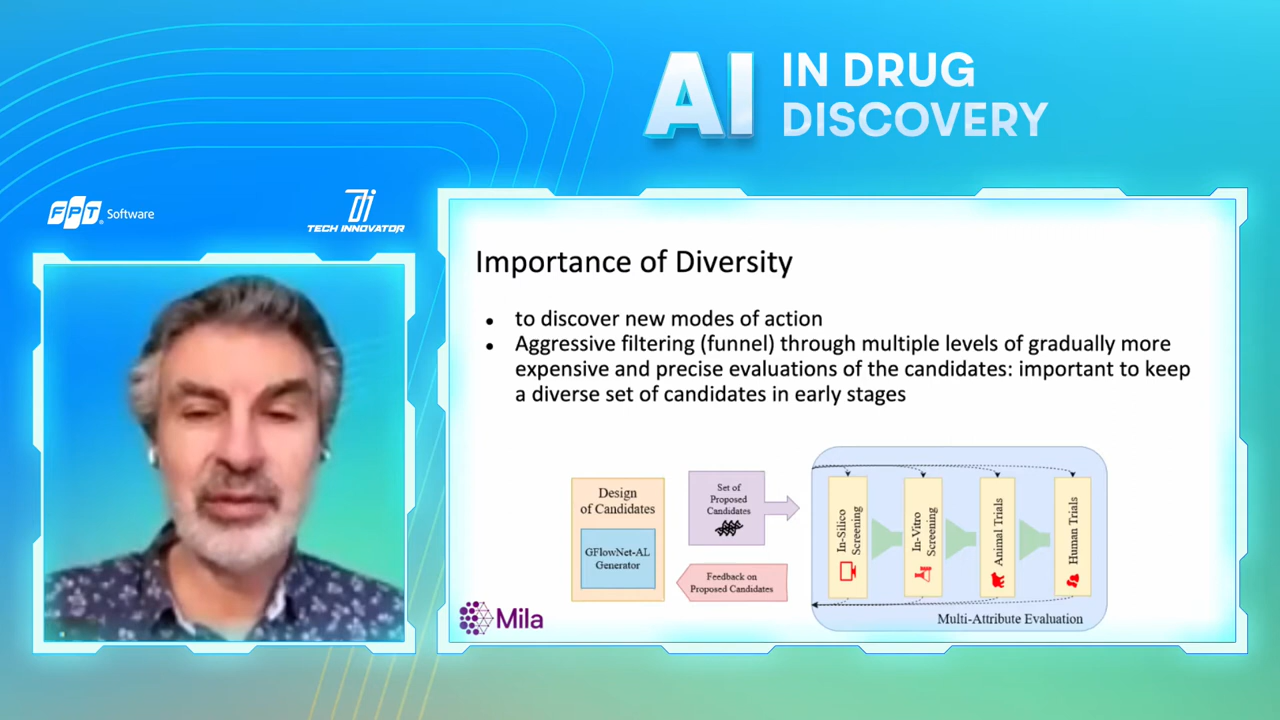 AI IN DRUG
DISCOVERY
FPT Software
TECH INNOVATOR
Importance of Diversity
• to discover new modes of action
• Aggressive filtering (funnel) through multiple levels of gradually more
expensive and precise evaluations of the candidates: important to keep
a diverse set of candidates in early stages
Design
of Candidates
GFlowNet-AL
Generator
Set of
Proposed
Candidates
Feedback on
Proposed Candidates
In-Silico
Screening
In-Vitro
Screening
Animal Trials
Human Trials
Multi-Attribute Evaluation
Mila